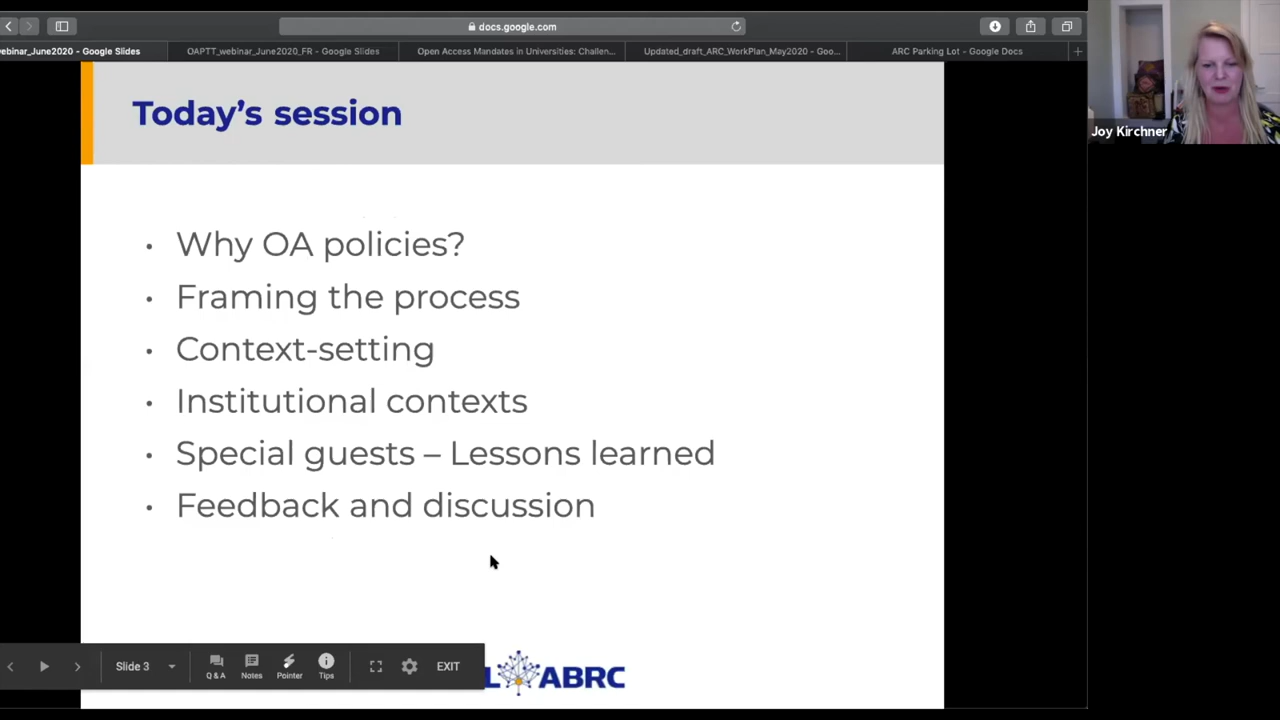 docs.google.com
ebinar_June2020 - Google Slides
OAPTT_webinar_June2020_FR - Google Slides
Open Access Mandates in Universities: Challen...
Updated_draft_ARC_WorkPlan_May2020 - Goo...
ARC Parking Lot - Google Docs
Joy Kirchner
Today's session
• Why OA policies?
• Framing the process
• Context-setting
• Institutional contexts
• Special guests – Lessons learned
• Feedback and discussion
Slide 3
Q & A
Notes
Pointer
Tips
EXIT
L ABRC